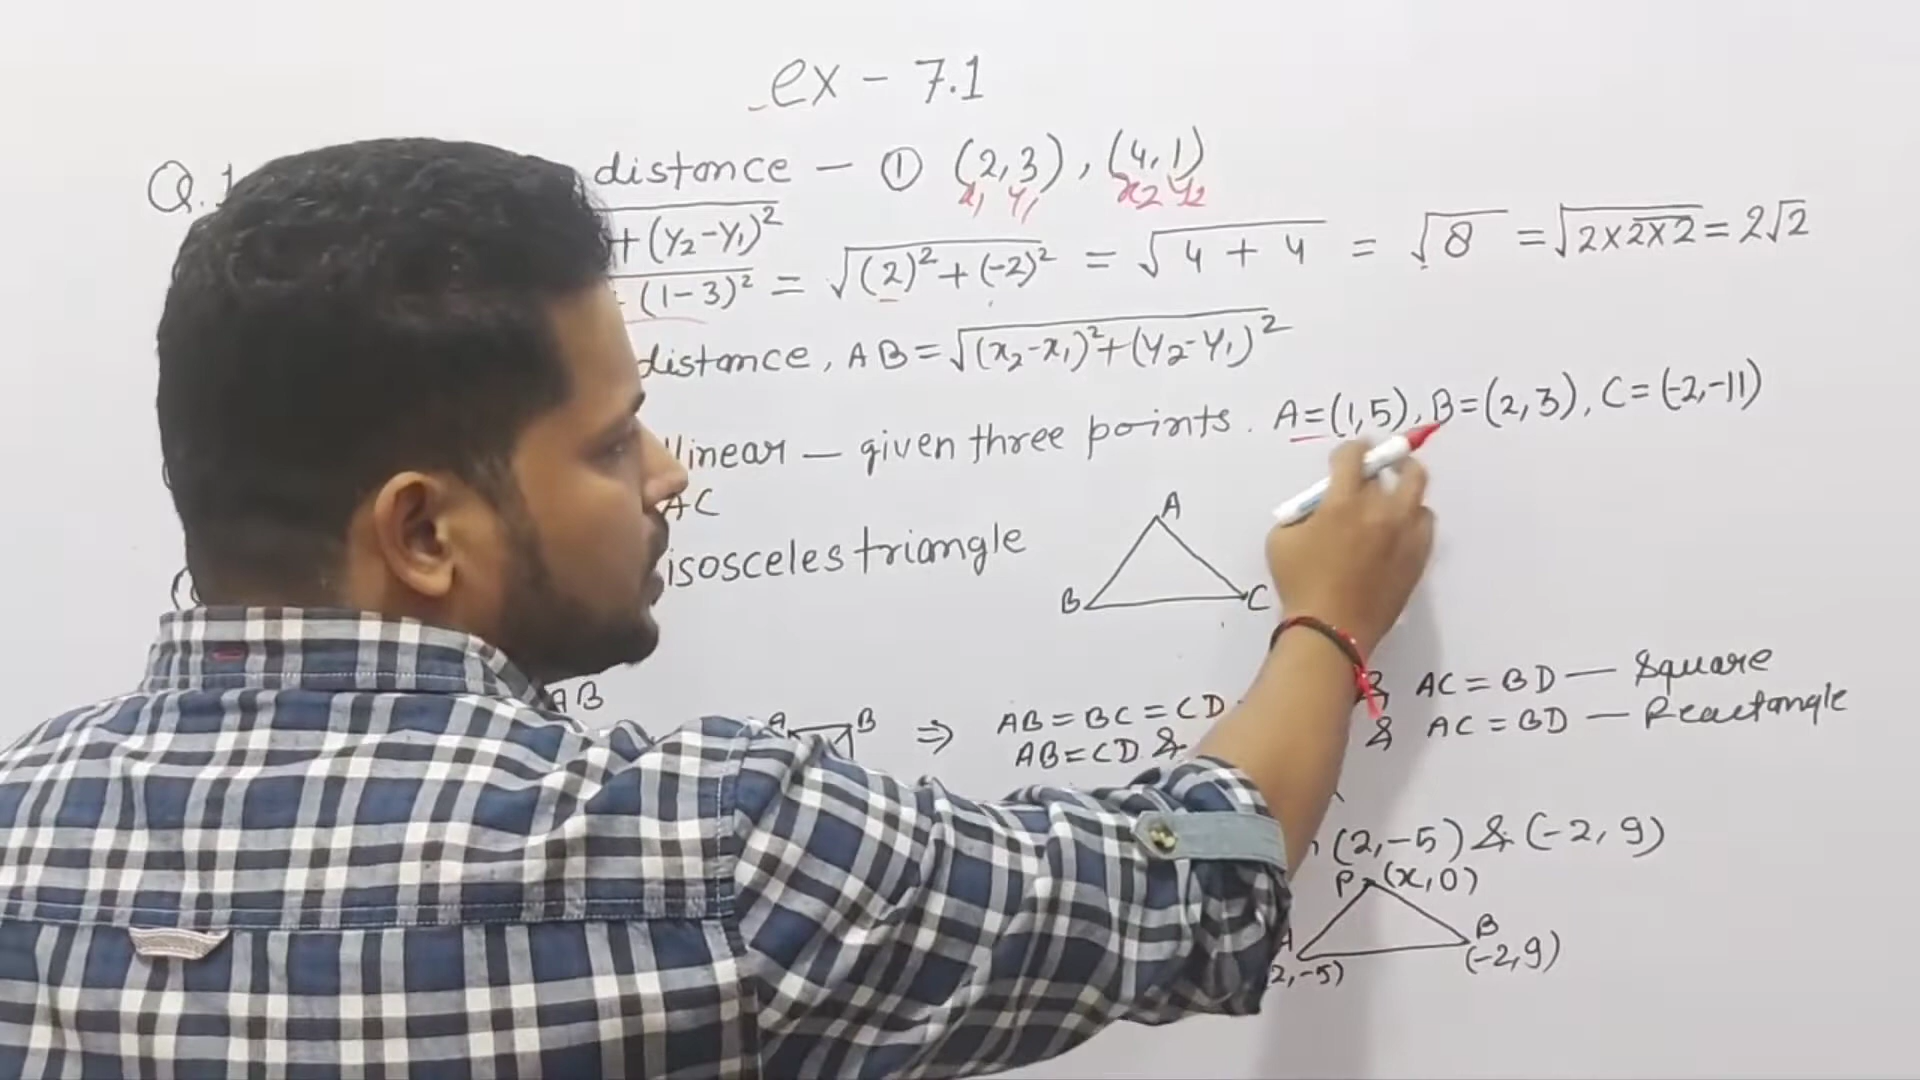 ex - 7.1
Q.1 distance - ① (2,3), (4,1)
x₁ y₁ x₂ y₂
+ (y₂-y₁)²
(1-3)² = √(2)²+(-2)² = √4 + 4 = √8 = √2×2×2 = 2√2
distance, AB = √(x₂-x₁)²+(y₂-y₁)²
linear - given three points. A=(1,5), B=(2,3), C=(-2,-11)
AC
isosceles triangle
A
B C
AB
A B ⇒ AB = BC = CD & AC = BD - Square
AB = CD & & AC = BD - Reactangle
(2,-5) & (-2,9)
P (x,0)
A B
2,-5) (-2,9)